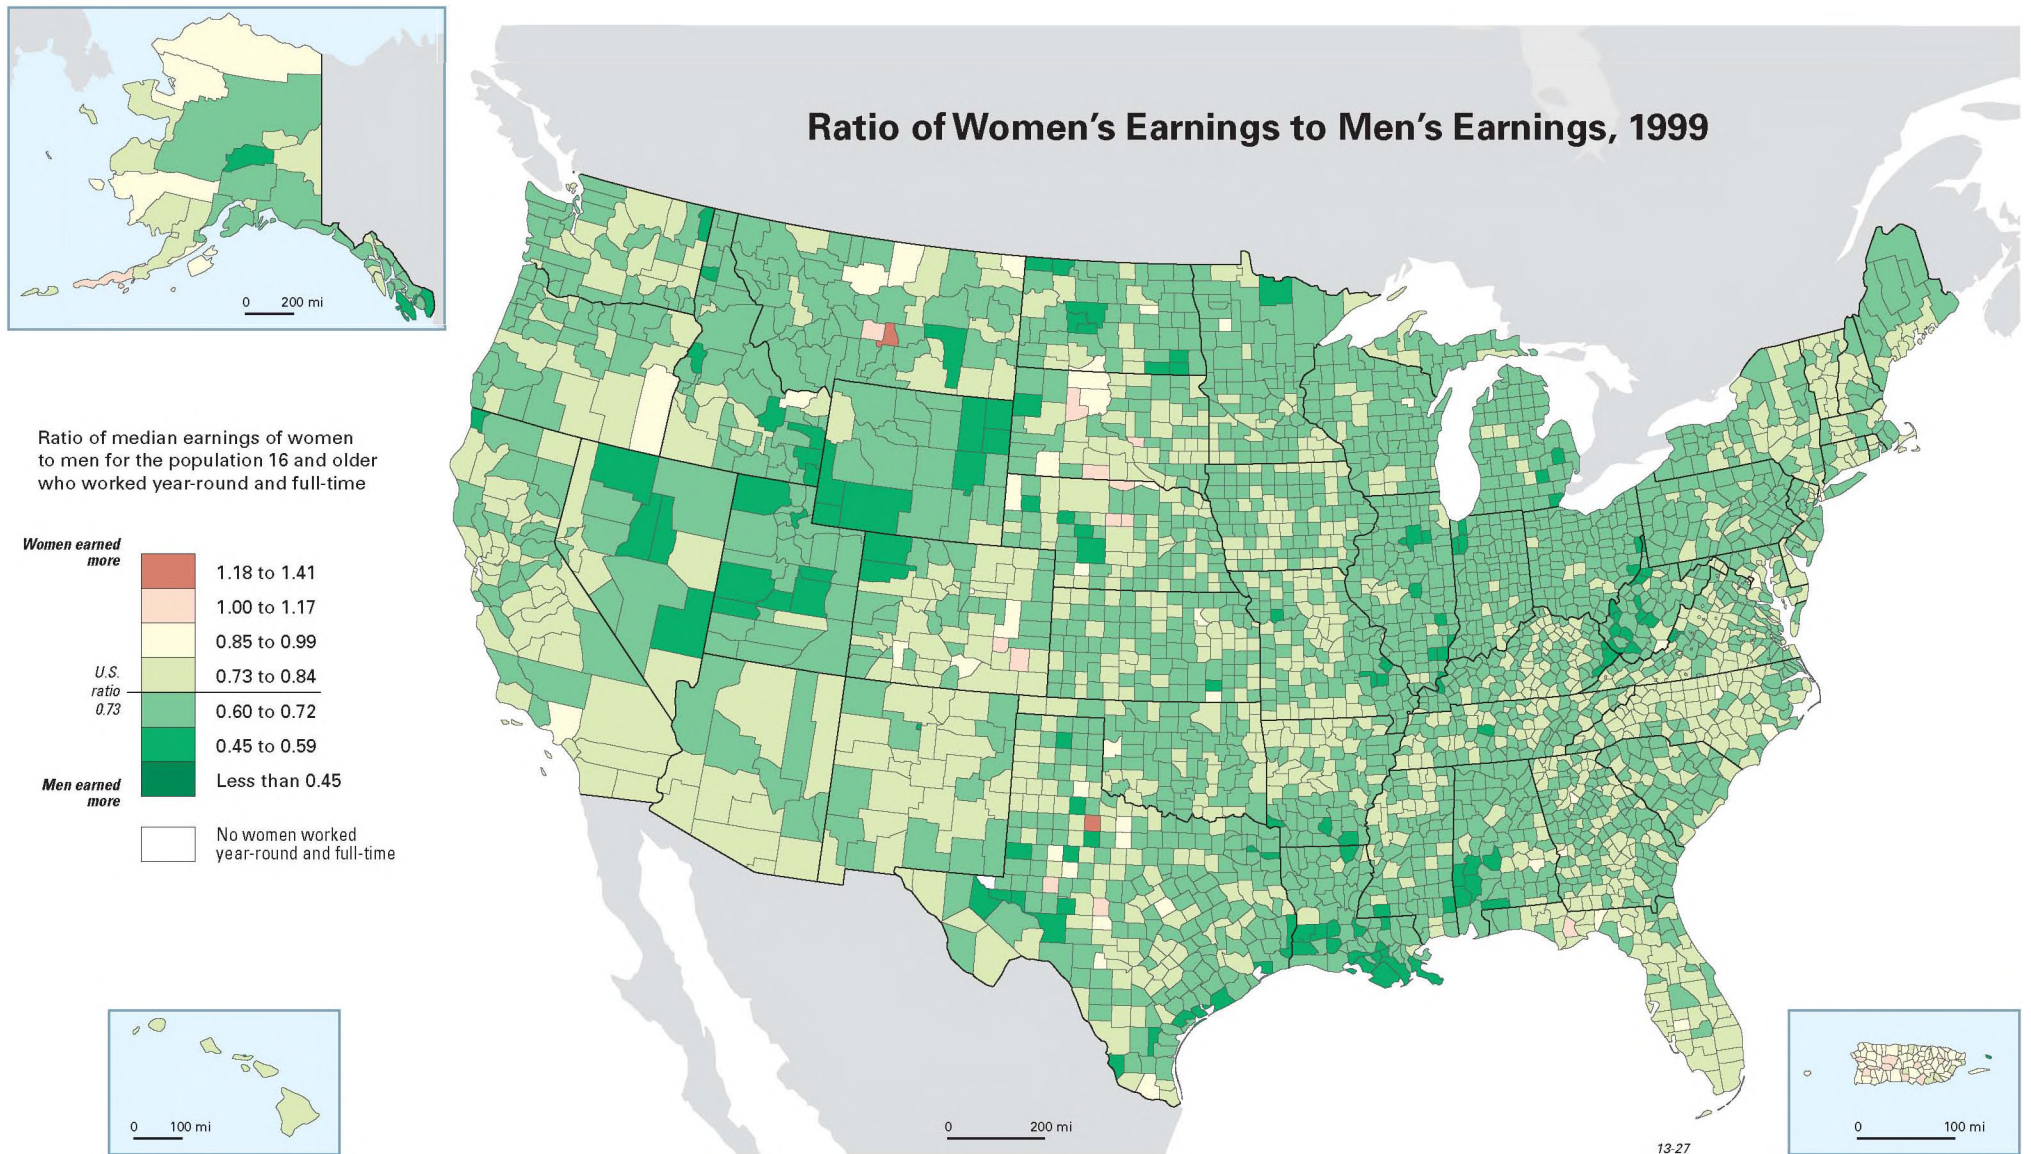 Ratio of Women's Earnings to Men's Earnings, 1999
0 200 mi
Ratio of median earnings of women
to men for the population 16 and older
who worked year-round and full-time
Women earned
more
1.18 to 1.41
1.00 to 1.17
0.85 to 0.99
0.73 to 0.84
U.S.
ratio
0.73
0.60 to 0.72
0.45 to 0.59
Less than 0.45
Men earned
more
No women worked
year-round and full-time
0 100 mi
0 200 mi
0 100 mi
13-27